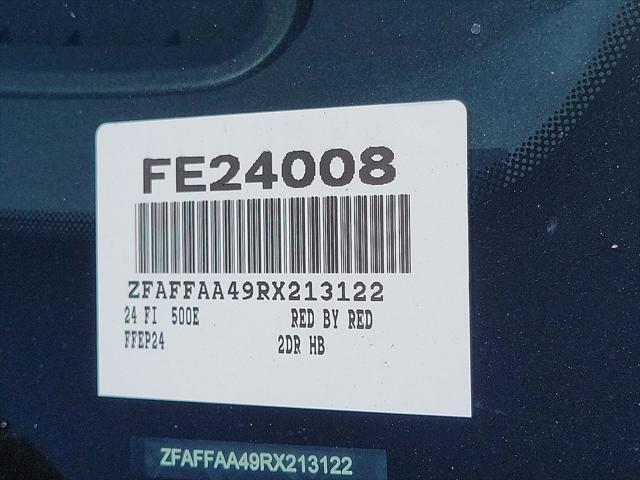 FE24008
ZFAFFAA49RX213122
24 FI 500E RED BY RED
FFEP24 2DR HB
ZFAFFAA49RX213122